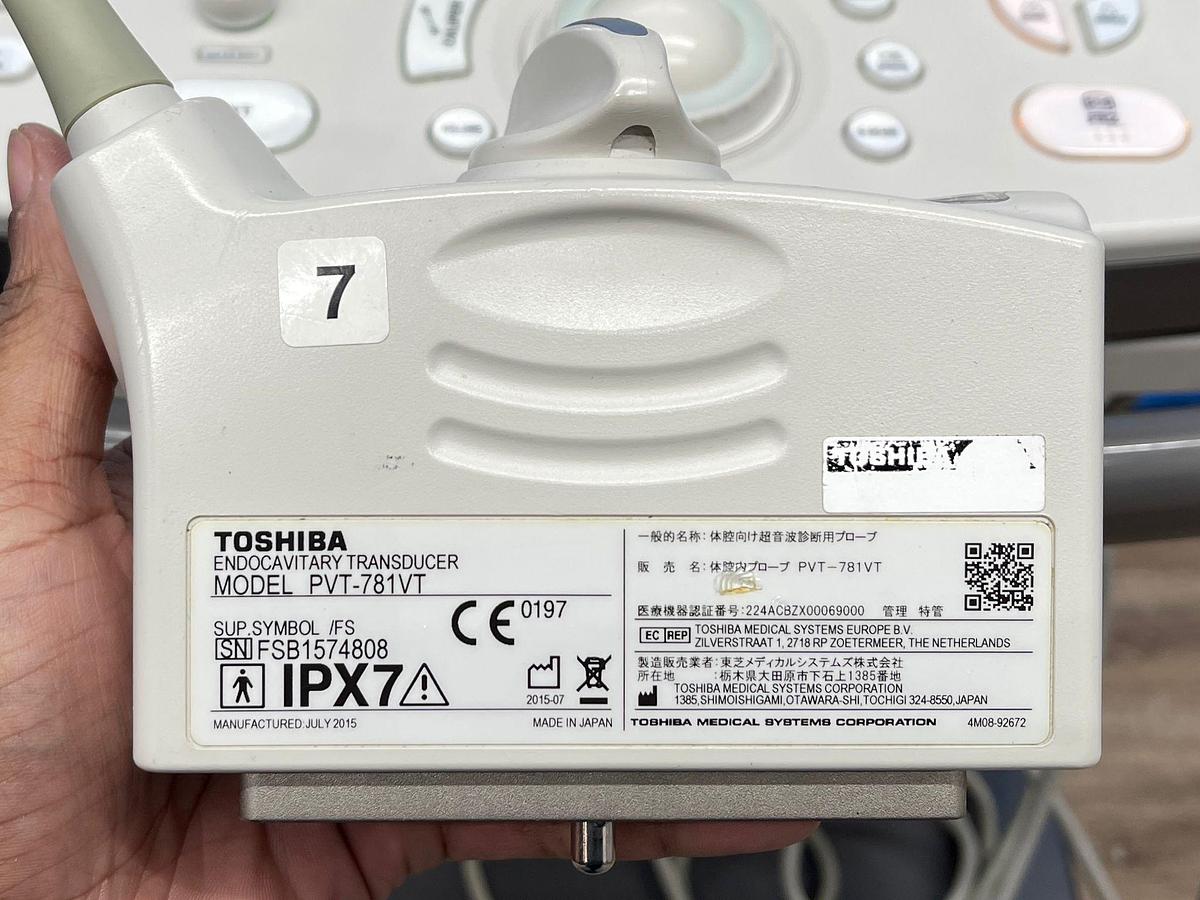 7
TOSHIBA
TOSHIBA
ENDOCAVITARY TRANSDUCER
MODEL PVT-781VT
SUP.SYMBOL /FS
CE 0197
SN FSB1574808
IPX7
2015-07
MANUFACTURED:JULY 2015
MADE IN JAPAN
一般的名称：体腔向け超音波診断用プローブ
販 売 名：体腔内プローブ PVT-781VT
医療機器認証番号:224ACBZX00069000 管理 特管
EC REP TOSHIBA MEDICAL SYSTEMS EUROPE B.V.
ZILVERSTRAAT 1, 2718 RP ZOETERMEER, THE NETHERLANDS
製造販売業者：東芝メディカルシステムズ株式会社
所在地 ：栃木県大田原市下石上1385番地
TOSHIBA MEDICAL SYSTEMS CORPORATION
1385,SHIMOISHIGAMI,OTAWARA-SHI,TOCHIGI 324-8550,JAPAN
TOSHIBA MEDICAL SYSTEMS CORPORATION
4M08-92672